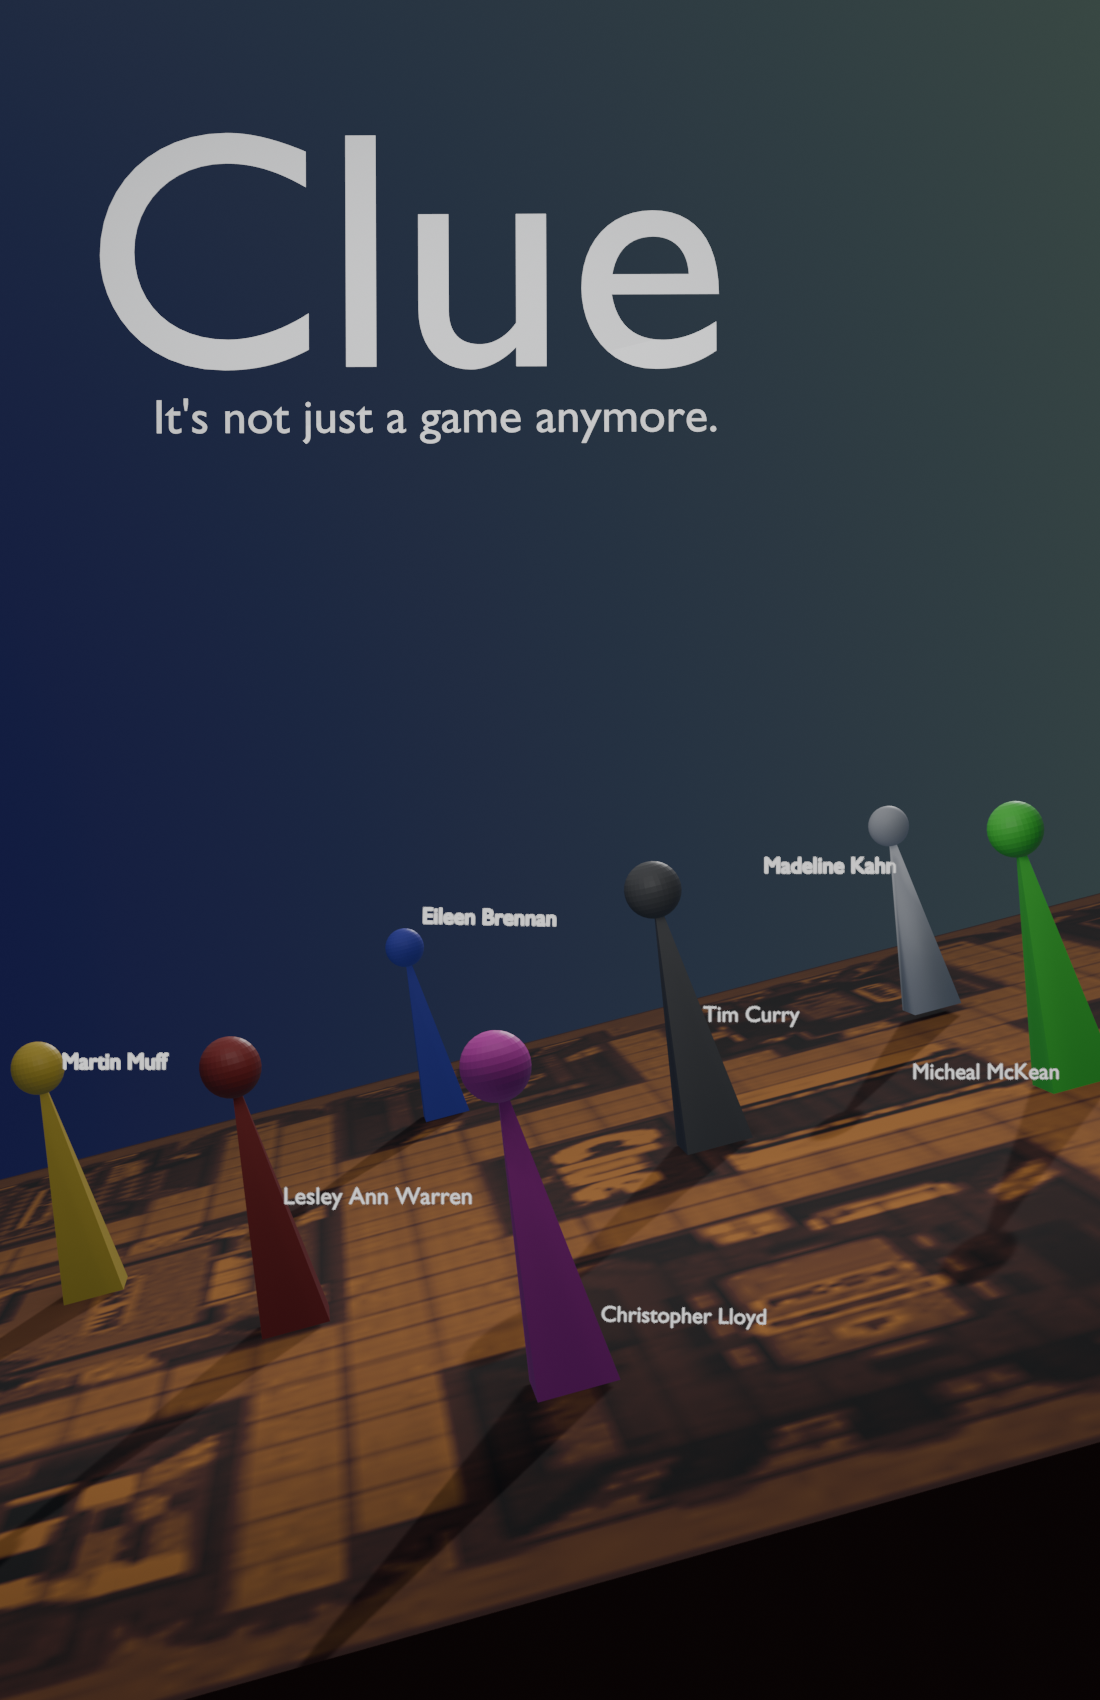 Clue
It's not just a game anymore.
Madeline Kahn
Eileen Brennan
Tim Curry
Martin Muff
Micheal McKean
Lesley Ann Warren
Christopher Lloyd